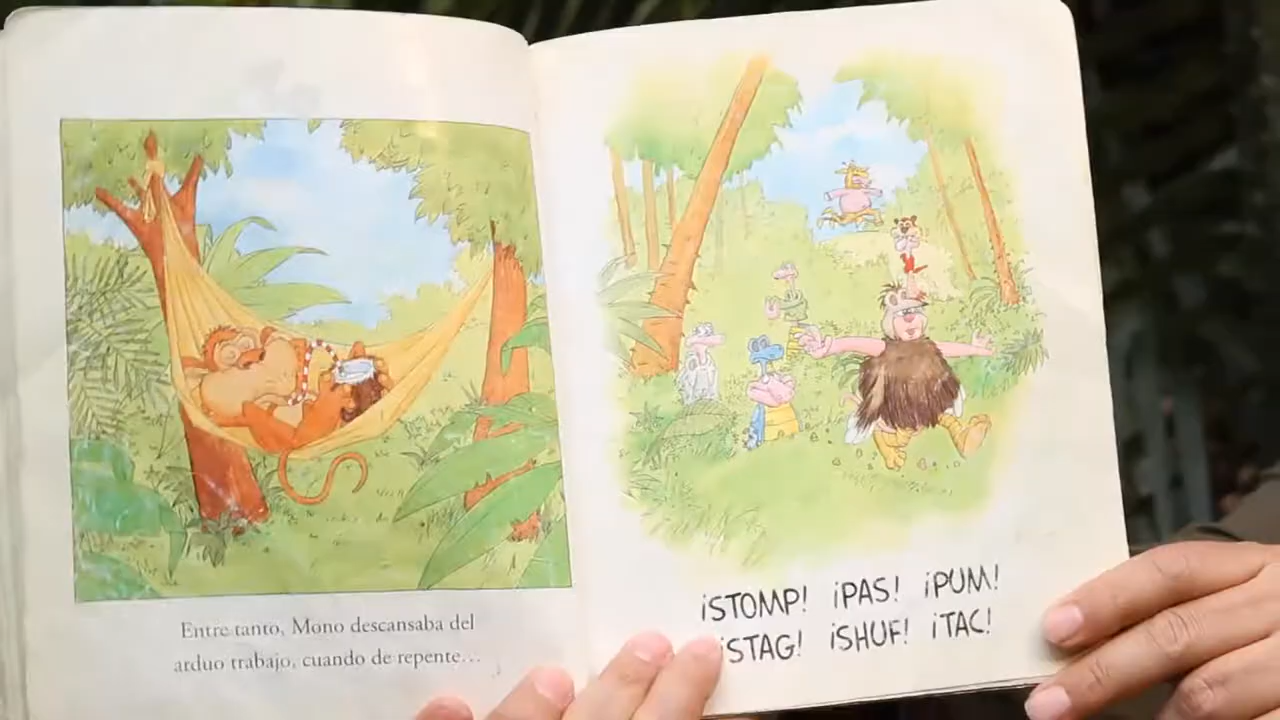 Entre tanto, Mono descansaba del
arduo trabajo, cuando de repente...
¡STOMP! ¡PAS! ¡PUM!
¡STAG! ¡SHUF! ¡TAC!